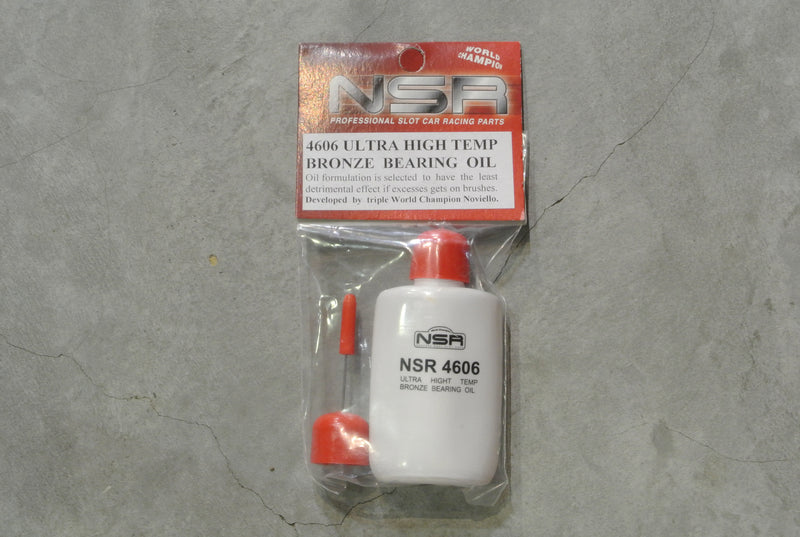 WORLD
CHAMPION
NSR
PROFESSIONAL SLOT CAR RACING PARTS
4606 ULTRA HIGH TEMP
BRONZE BEARING OIL
Oil formulation is selected to have the least
detrimental effect if excesses gets on brushes.
Developed by triple World Champion Noviello.
NSR
NSR 4606
ULTRA HIGHT TEMP
BRONZE BEARING OIL